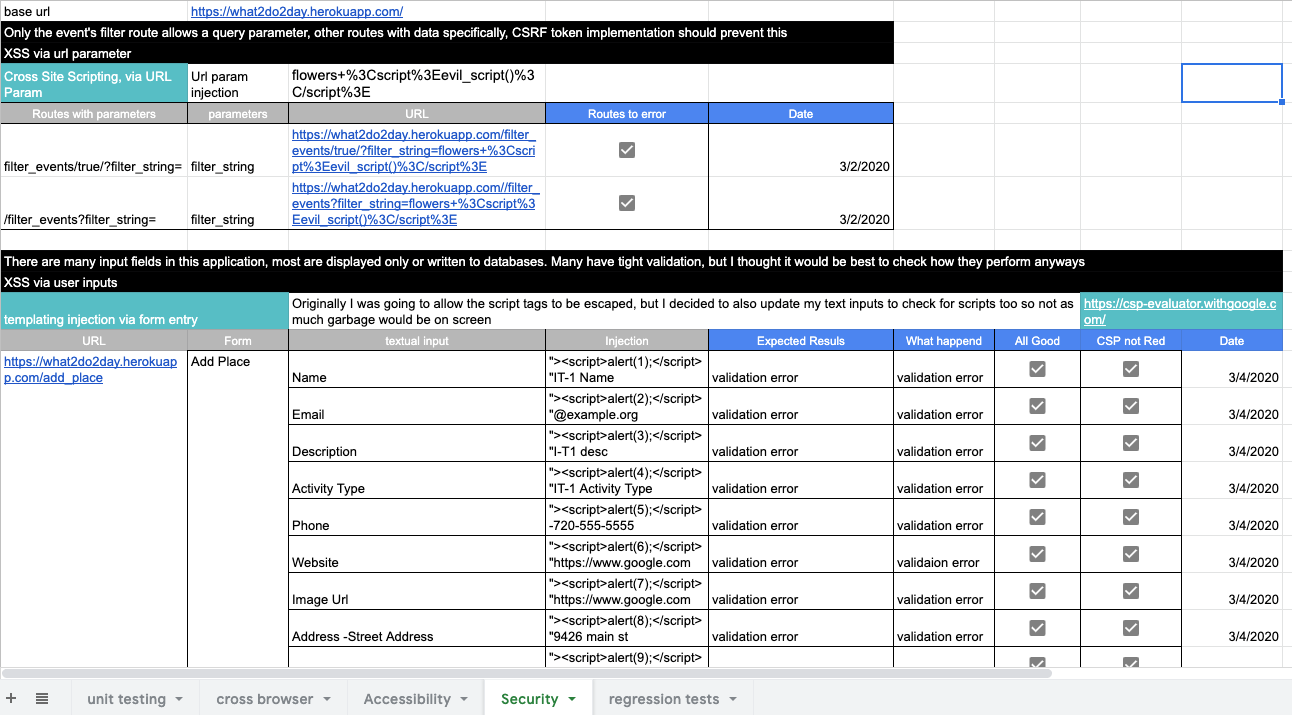 base url https://what2do2day.herokuapp.com/
Only the event's filter route allows a query parameter, other routes with data specifically, CSRF token implementation should prevent this
XSS via url parameter
Cross Site Scripting, via URL Param Url param injection flowers+%3Cscript%3Eevil_script()%3C/script%3E
Routes with parameters parameters URL Routes to error Date
filter_events/true/?filter_string= filter_string https://what2do2day.herokuapp.com/filter_events/true/?filter_string=flowers+%3Cscript%3Eevil_script()%3C/script%3E 3/2/2020
/filter_events?filter_string= filter_string https://what2do2day.herokuapp.com//filter_events?filter_string=flowers+%3Cscript%3Eevil_script()%3C/script%3E 3/2/2020
There are many input fields in this application, most are displayed only or written to databases. Many have tight validation, but I thought it would be best to check how they perform anyways
XSS via user inputs
templating injection via form entry Originally I was going to allow the script tags to be escaped, but I decided to also update my text inputs to check for scripts too so not as much garbage would be on screen https://csp-evaluator.withgoogle.com/
URL Form textual input Injection Expected Resuls What happend All Good CSP not Red Date
https://what2do2day.herokuapp.com/add_place Add Place Name "><script>alert(1);</script>"IT-1 Name validation error validation error 3/4/2020
Email "><script>alert(2);</script>"@example.org validation error validation error 3/4/2020
Description "><script>alert(3);</script>"I-T1 desc validation error validation error 3/4/2020
Activity Type "><script>alert(4);</script>"IT-1 Activity Type validation error validation error 3/4/2020
Phone "><script>alert(5);</script>-720-555-5555 validation error validation error 3/4/2020
Website "><script>alert(6);</script>"https://www.google.com validation error validaion error 3/4/2020
Image Url "><script>alert(7);</script>"https://www.google.com validation error validation error 3/4/2020
Address -Street Address "><script>alert(8);</script>"9426 main st validation error validation error 3/4/2020
"><script>alert(9);</script>
unit testing cross browser Accessibility Security regression tests